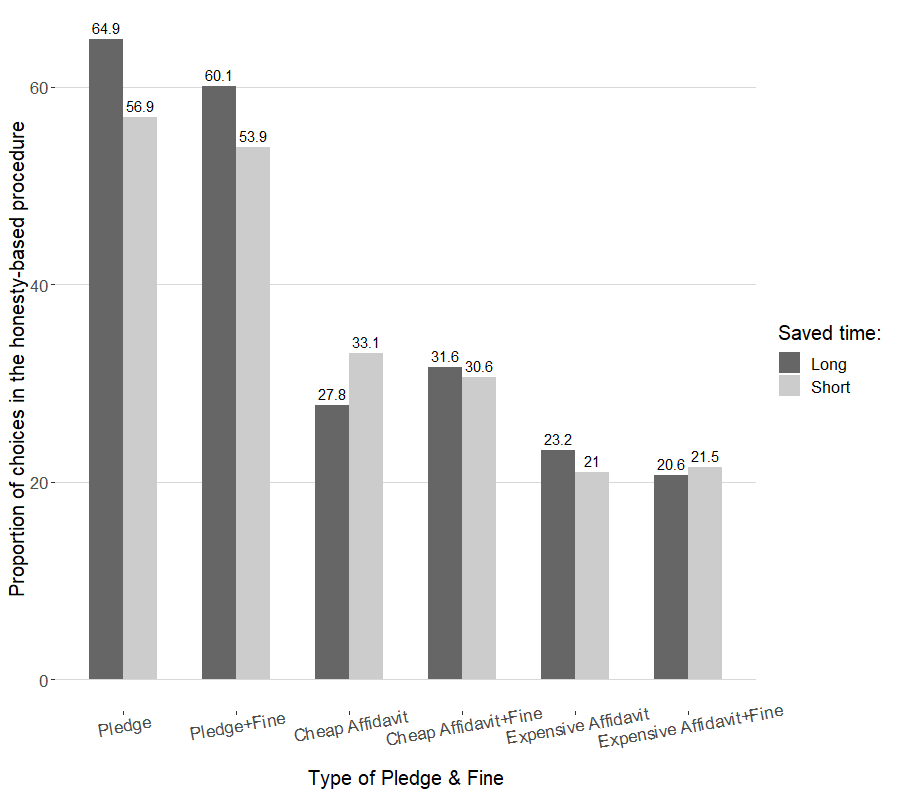 Proportion of choices in the honesty-based procedure
60
40
20
0
64.9
56.9
60.1
53.9
27.8
33.1
31.6
30.6
23.2
21
20.6
21.5
Pledge
Pledge+Fine
Cheap Affidavit
Cheap Affidavit+Fine
Expensive Affidavit
Expensive Affidavit+Fine
Type of Pledge & Fine
Saved time:
Long
Short